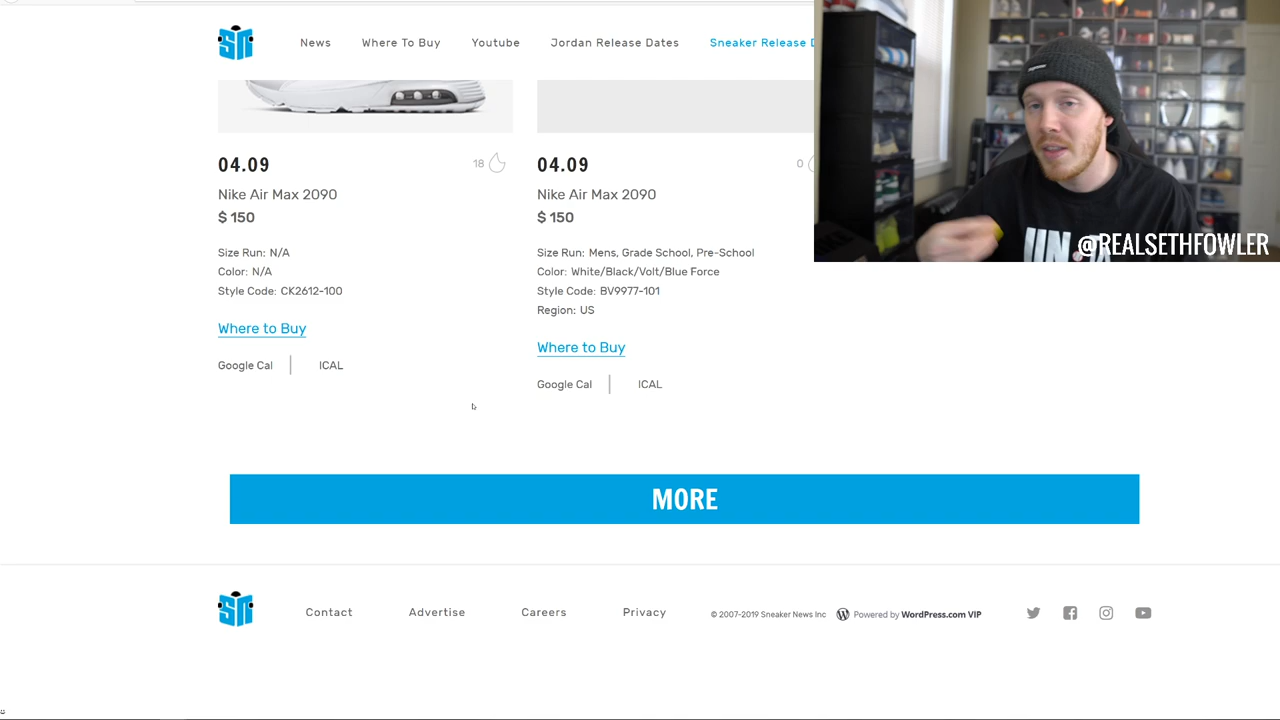 SN
News
Where To Buy
Youtube
Jordan Release Dates
Sneaker Release D
04.09
18
Nike Air Max 2090
$ 150
Size Run: N/A
Color: N/A
Style Code: CK2612-100
Where to Buy
Google Cal
ICAL
04.09
0
Nike Air Max 2090
$ 150
Size Run: Mens, Grade School, Pre-School
Color: White/Black/Volt/Blue Force
Style Code: BV9977-101
Region: US
Where to Buy
Google Cal
ICAL
@REALSETHFOWLER
MORE
SN
Contact
Advertise
Careers
Privacy
© 2007-2019 Sneaker News Inc
Powered by WordPress.com VIP